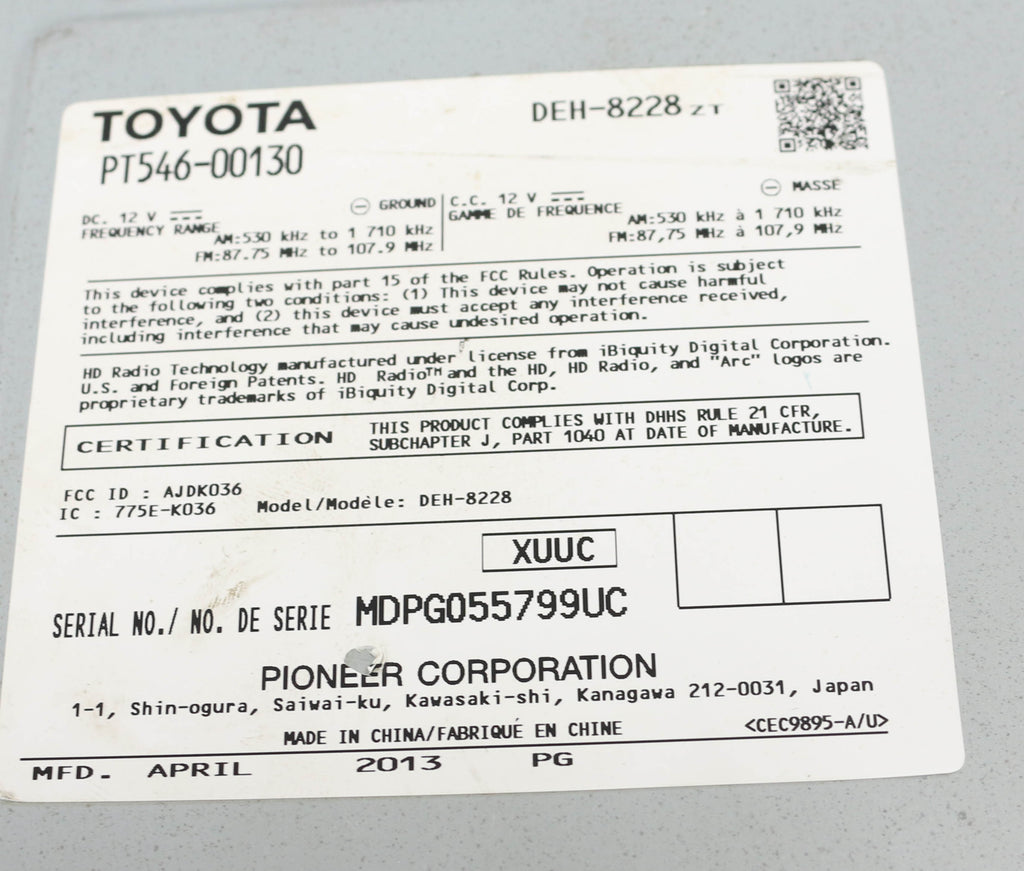 TOYOTA
DEH-8228 ZT
PT546-00130
DC. 12 V ⎓ ⊖ GROUND
FREQUENCY RANGE
AM:530 kHz to 1 710 kHz
FM:87.75 MHz to 107.9 MHz
C.C. 12 V ⎓ ⊖ MASSE
GAMME DE FREQUENCE
AM:530 kHz à 1 710 kHz
FM:87,75 MHz à 107,9 MHz
This device complies with part 15 of the FCC Rules. Operation is subject
to the following two conditions: (1) This device may not cause harmful
interference, and (2) this device must accept any interference received,
including interference that may cause undesired operation.
HD Radio Technology manufactured under license from iBiquity Digital Corporation.
U.S. and Foreign Patents. HD Radio™ and the HD, HD Radio, and "Arc" logos are
proprietary trademarks of iBiquity Digital Corp.
CERTIFICATION
THIS PRODUCT COMPLIES WITH DHHS RULE 21 CFR,
SUBCHAPTER J, PART 1040 AT DATE OF MANUFACTURE.
FCC ID : AJDK036
IC : 775E-K036 Model/Modèle: DEH-8228
XUUC
SERIAL NO./ NO. DE SERIE MDPG055799UC
PIONEER CORPORATION
1-1, Shin-ogura, Saiwai-ku, Kawasaki-shi, Kanagawa 212-0031, Japan
MADE IN CHINA/FABRIQUÉ EN CHINE <CEC9895-A/U>
MFD. APRIL 2013 PG